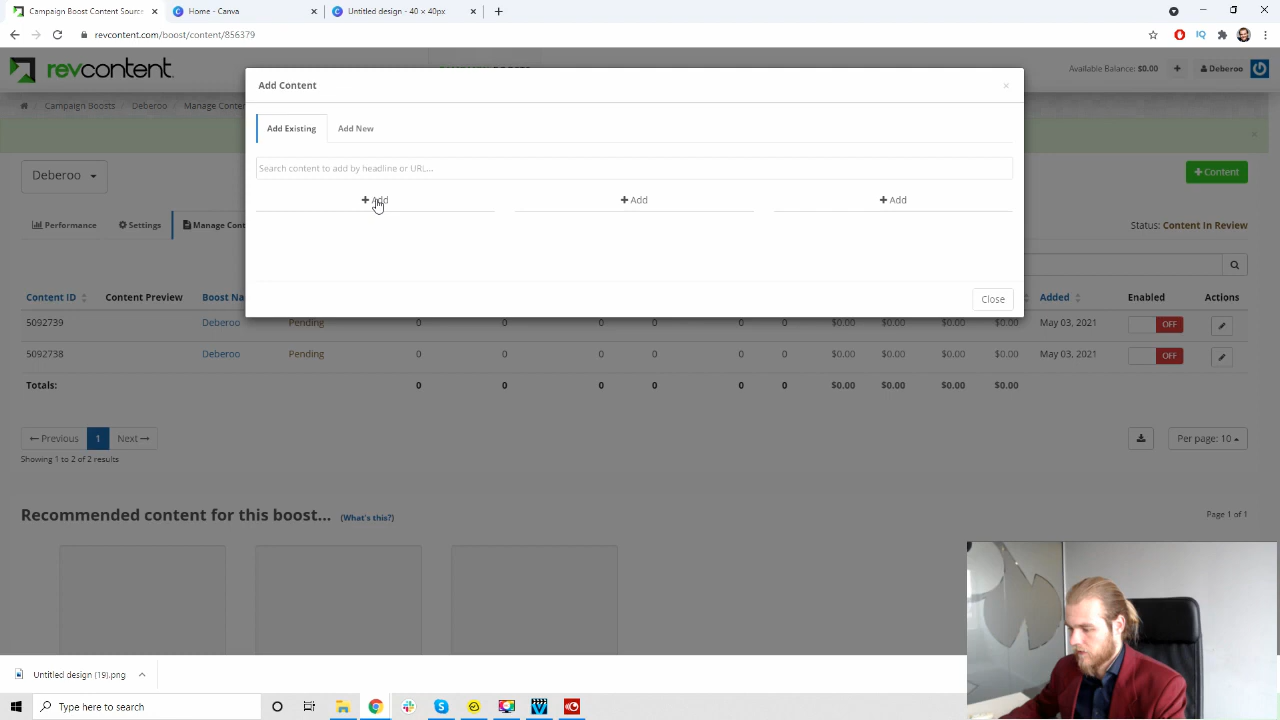 Campaign Boosts Deberoo - Revcon
Home - Canva
Untitled design - 40 × 40px
revcontent.com/boost/content/856379
IQ
revcontent.
Available Balance: $0.00
Deberoo
Campaign Boosts
Deberoo
Add Content
×
Add Existing
Add New
Search content to add by headline or URL...
Deberoo
+ Content
+ Add
+ Add
+ Add
Performance
Settings
Status: Content In Review
Close
Content ID
Content Preview
Added
Enabled
Actions
5092739 Deberoo Pending 0 0 0 0 0 0 $0.00 $0.00 $0.00 $0.00 May 03, 2021 OFF
5092738 Deberoo Pending 0 0 0 0 0 0 $0.00 $0.00 $0.00 $0.00 May 03, 2021 OFF
Totals: 0 0 0 0 0 0 $0.00 $0.00 $0.00 $0.00
← Previous 1 Next →
Per page: 10
Showing 1 to 2 of 2 results
Recommended content for this boost... (What's this?)
Page 1 of 1
Untitled design (19).png
Type here to search